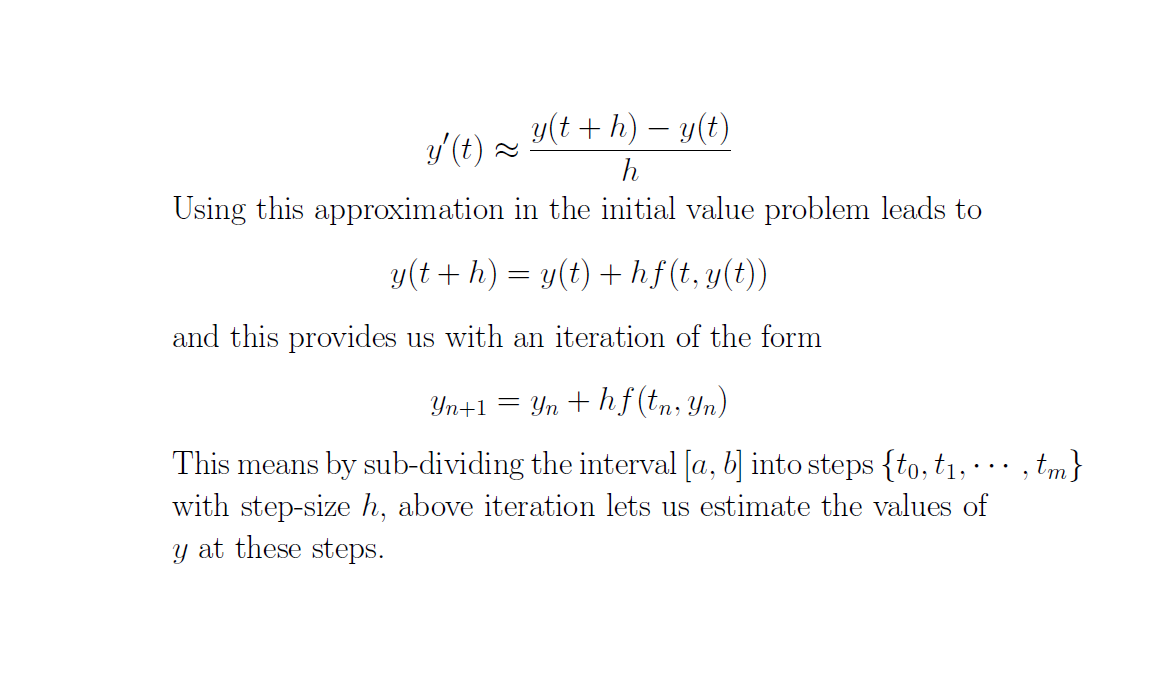 y′(t) ≈ \frac{y(t + h) − y(t)}{h}
Using this approximation in the initial value problem leads to
y(t + h) = y(t) + hf(t, y(t))
and this provides us with an iteration of the form
y_{n+1} = y_n + hf(t_n, y_n)
This means by sub-dividing the interval [a, b] into steps {t_0, t_1, ⋯ , t_m}
with step-size h, above iteration lets us estimate the values of
y at these steps.